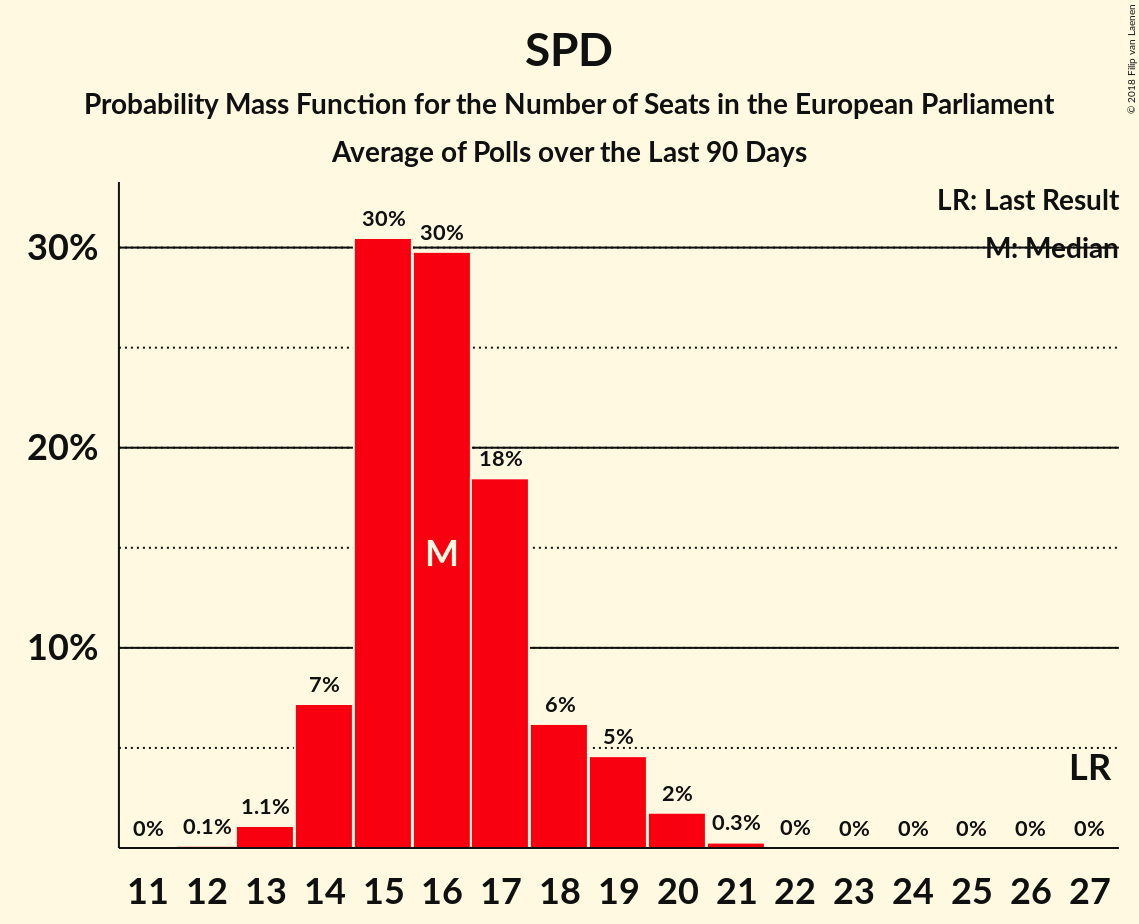 SPD
Probability Mass Function for the Number of Seats in the European Parliament
Average of Polls over the Last 90 Days
© 2018 Filip van Laenen
LR: Last Result
M: Median
30%
20%
10%
0%
0.1%
1.1%
7%
30%
30%
18%
6%
5%
2%
0.3%
0%
0%
0%
0%
0%
0%
M
LR
11 12 13 14 15 16 17 18 19 20 21 22 23 24 25 26 27